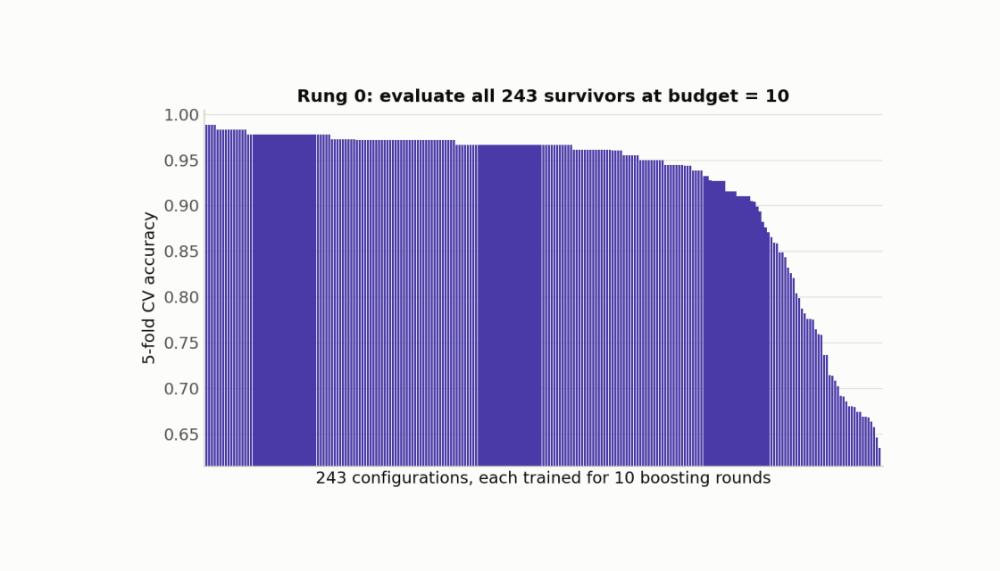 Rung 0: evaluate all 243 survivors at budget = 10
1.00
0.95
0.90
0.85
0.80
0.75
0.70
0.65
5-fold CV accuracy
243 configurations, each trained for 10 boosting rounds